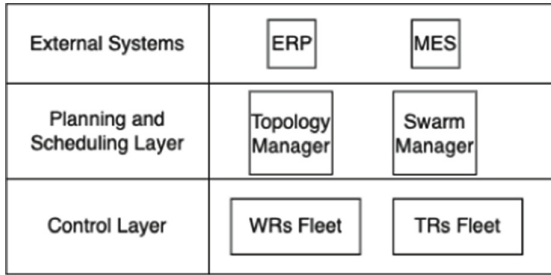 External Systems
ERP
MES
Planning and
Scheduling Layer
Topology
Manager
Swarm
Manager
Control Layer
WRs Fleet
TRs Fleet